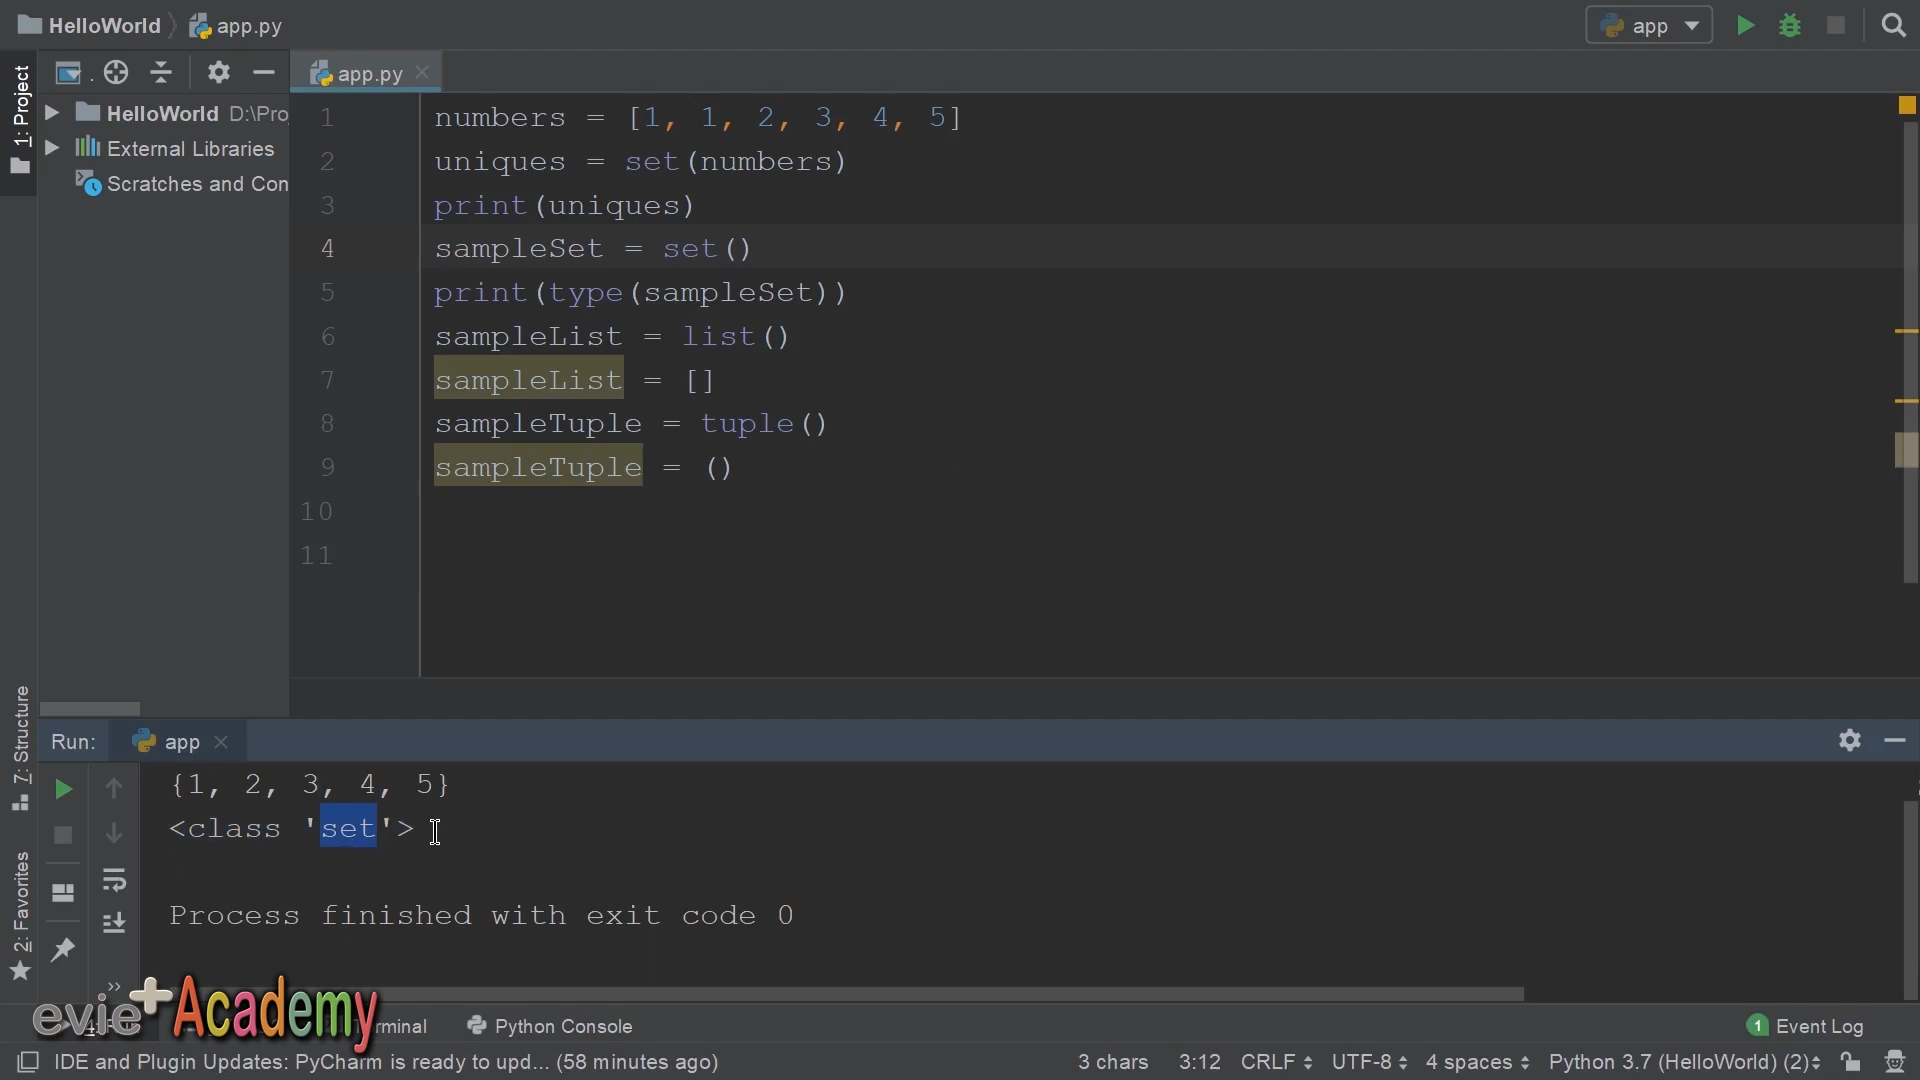 HelloWorld app.py
app
1: Project
app.py
HelloWorld D:\Pro
External Libraries
Scratches and Con
1 numbers = [1, 1, 2, 3, 4, 5]
2 uniques = set(numbers)
3 print(uniques)
4 sampleSet = set()
5 print(type(sampleSet))
6 sampleList = list()
7 sampleList = []
8 sampleTuple = tuple()
9 sampleTuple = ()
10
11
7: Structure
2: Favorites
Run: app
{1, 2, 3, 4, 5}
<class 'set'>
Process finished with exit code 0
evie+Academy
Python Console
1 Event Log
IDE and Plugin Updates: PyCharm is ready to upd... (58 minutes ago)
3 chars 3:12 CRLF UTF-8 4 spaces Python 3.7 (HelloWorld) (2)